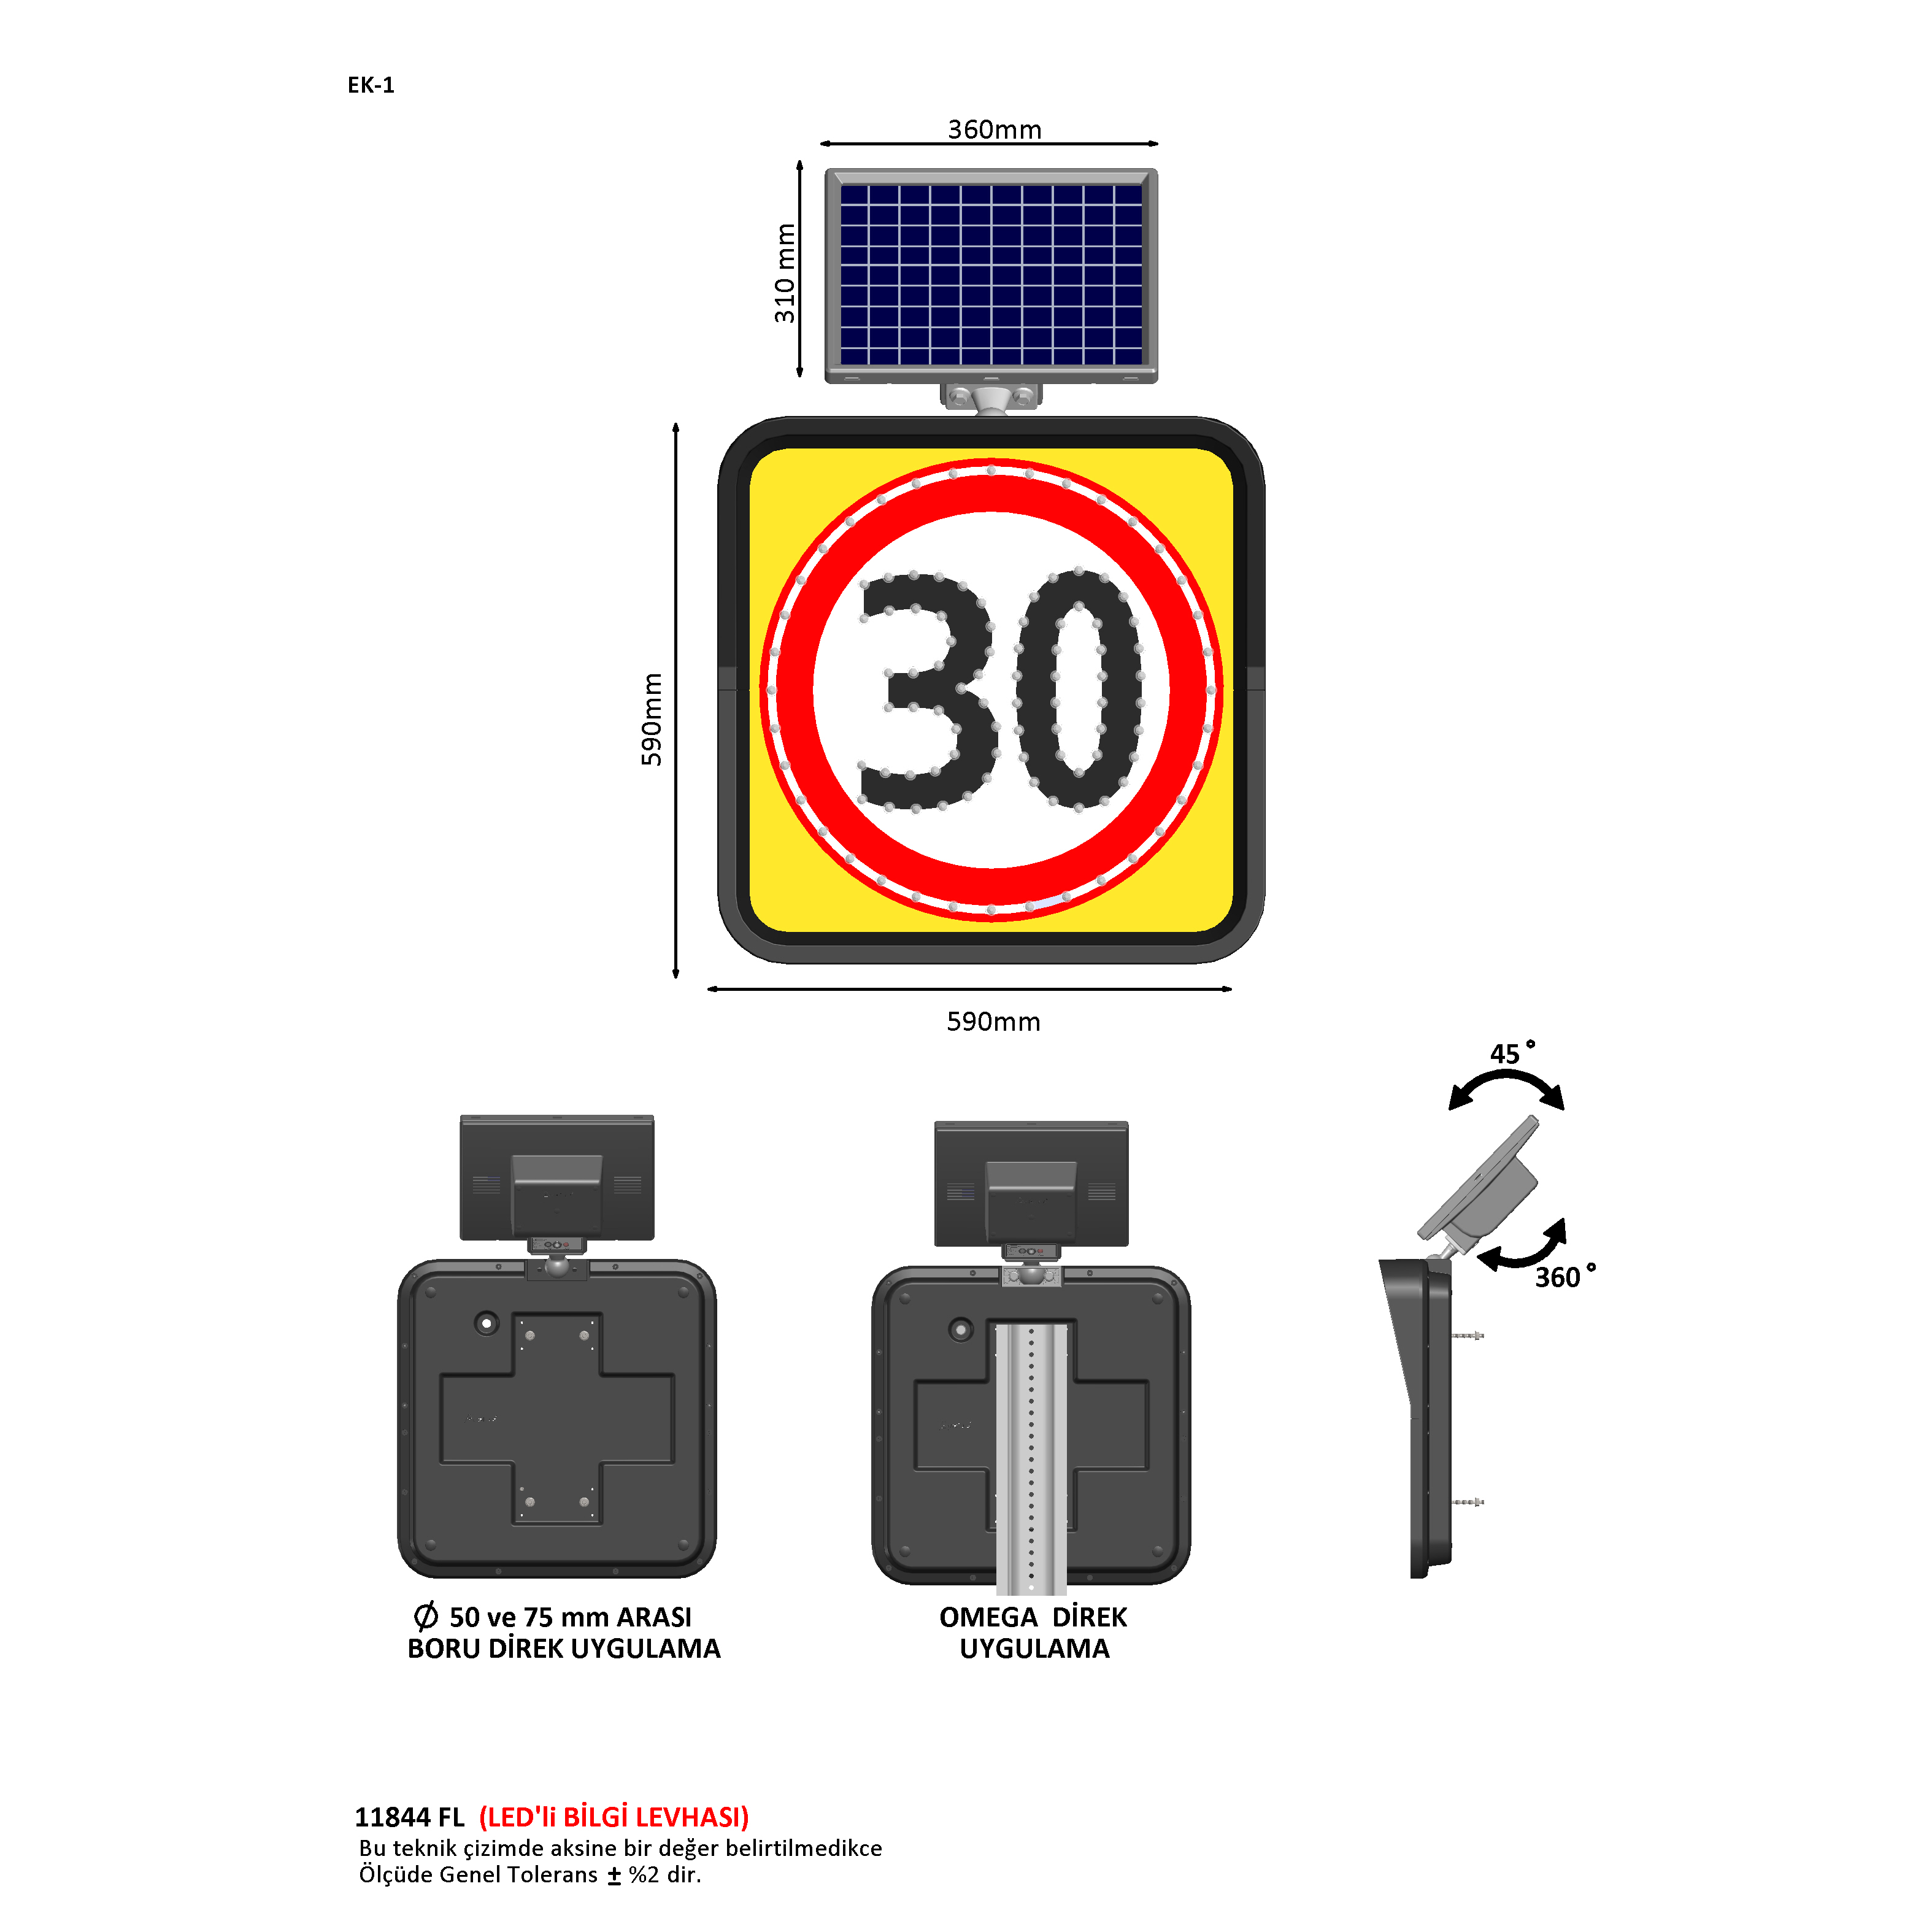 EK-1
360mm
310 mm
30
590mm
590mm
45°
360°
Ø 50 ve 75 mm ARASI
BORU DİREK UYGULAMA
OMEGA DİREK
UYGULAMA
11844 FL (LED'li BİLGİ LEVHASI)
Bu teknik çizimde aksine bir değer belirtilmedikce
Ölçüde Genel Tolerans ± %2 dir.